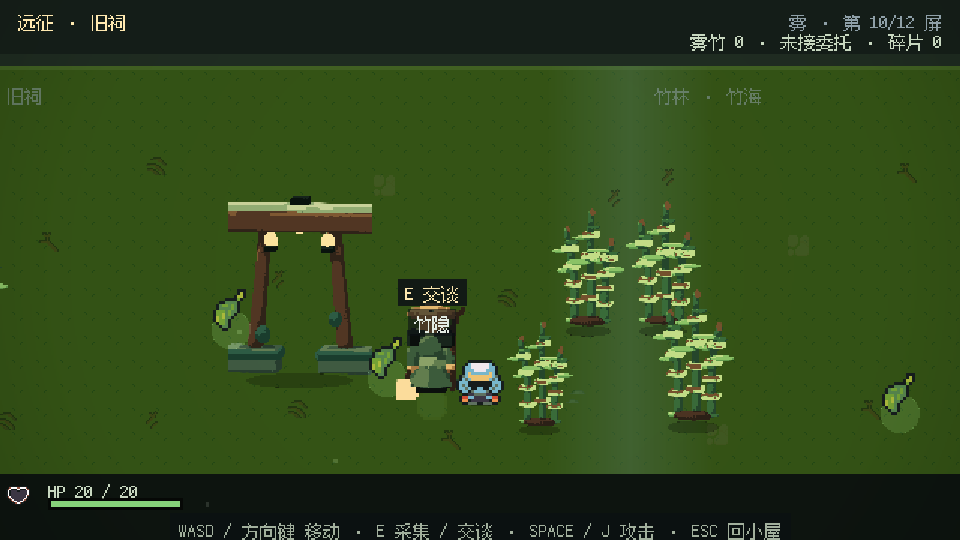 远征 · 旧祠
雾 · 第 10/12 屏
雾竹 0 · 未接委托 · 碎片 0
旧祠
竹林 · 竹海
E 交谈
竹隐
HP 20 / 20
WASD / 方向键 移动 · E 采集 / 交谈 · SPACE / J 攻击 · ESC 回小屋